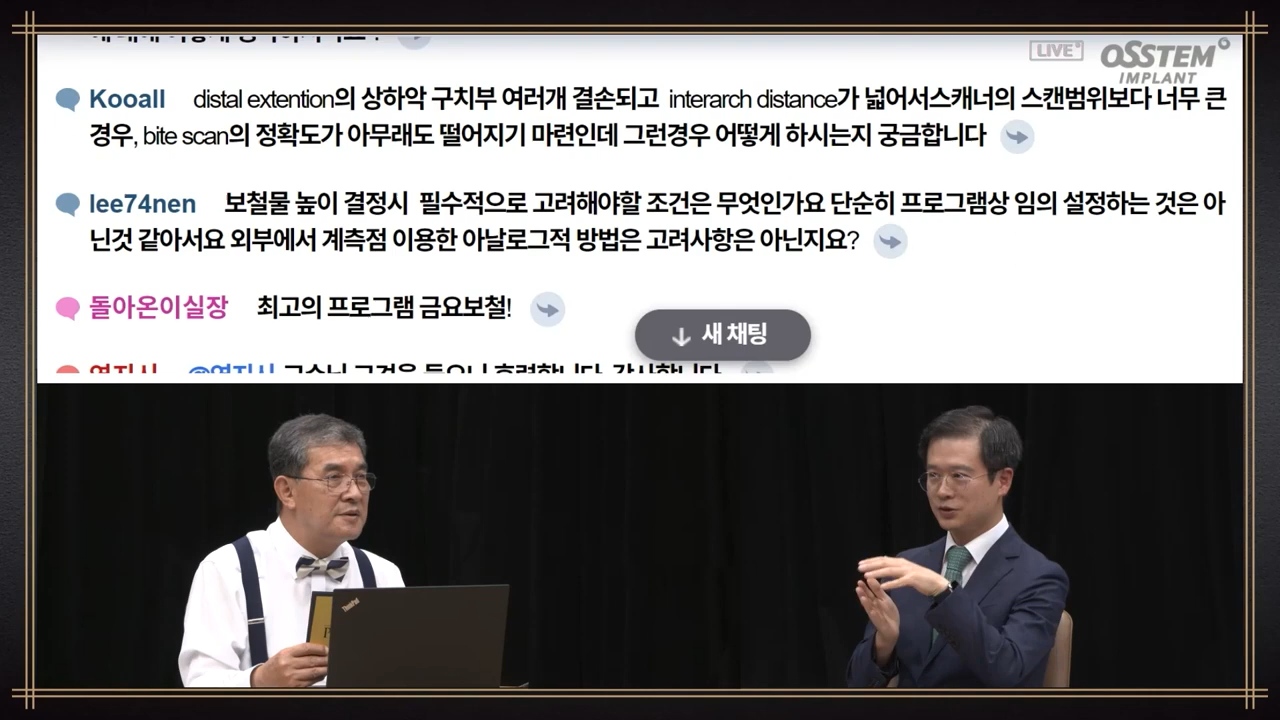 LIVE
OSSTEM
IMPLANT
Kooall distal extention의 상하악 구치부 여러개 결손되고 interarch distance가 넓어서스캐너의 스캔범위보다 너무 큰
경우, bite scan의 정확도가 아무래도 떨어지기 마련인데 그런경우 어떻게 하시는지 궁금합니다
lee74nen 보철물 높이 결정시 필수적으로 고려해야할 조건은 무엇인가요 단순히 프로그램상 임의 설정하는 것은 아
닌것 같아서요 외부에서 계측점 이용한 아날로그적 방법은 고려사항은 아닌지요?
돌아온이실장 최고의 프로그램 금요보철!
새 채팅
ThinkPad